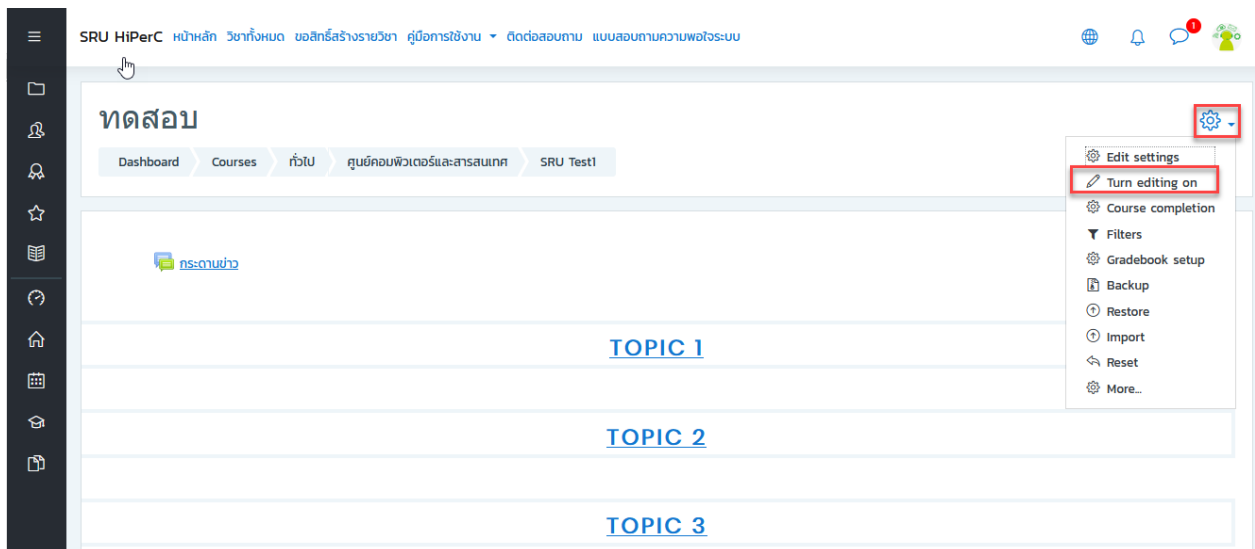 SRU HiPerC หน้าหลัก วิชาทั้งหมด ขอสิทธิ์สร้างรายวิชา คู่มือการใช้งาน ติดต่อสอบถาม แบบสอบถามความพอใจระบบ 1
ทดสอบ
Dashboard Courses ทั่วไป ศูนย์คอมพิวเตอร์และสารสนเทศ SRU Test1
Edit settings
Turn editing on
Course completion
Filters
Gradebook setup
Backup
Restore
Import
Reset
More...
กระดานข่าว
TOPIC 1
TOPIC 2
TOPIC 3